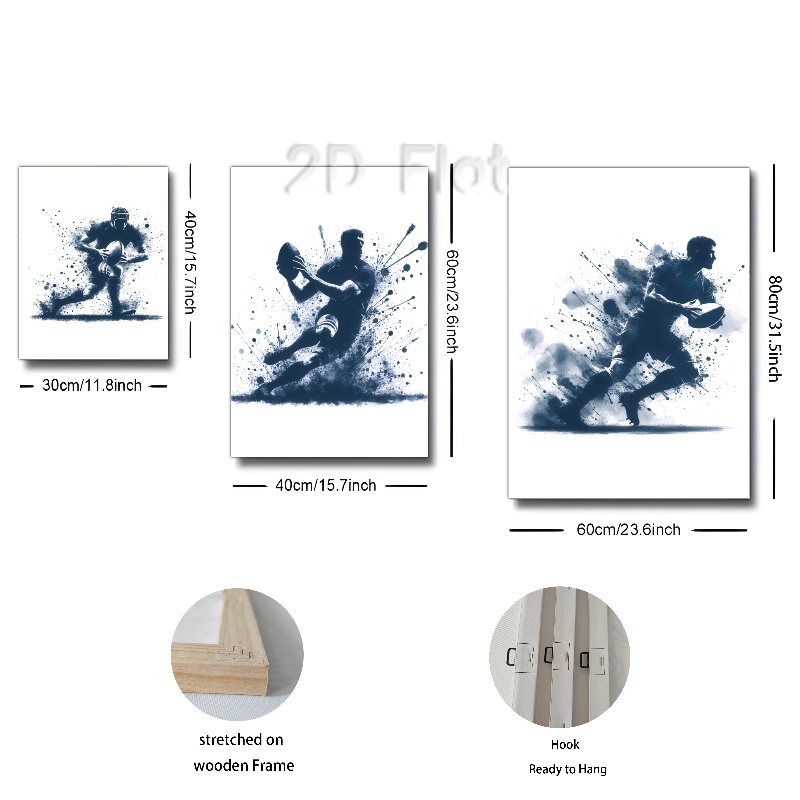 2D Flat
40cm/15.7inch
30cm/11.8inch
60cm/23.6inch
40cm/15.7inch
80cm/31.5inch
60cm/23.6inch
stretched on
wooden Frame
Hook
Ready to Hang